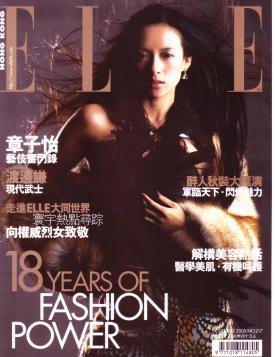 HONG KONG
ELLE
章子怡
藝伎奮鬥錄
渡邊謙
現代武士
走進ELLE大同世界
寰宇熱點尋踪
向權威烈女致敬
醉人秋裝大匯演
軍臨天下·閃爍魅力
解構美容熱點
醫學美肌·有機呵護
18 YEARS OF
FASHION
POWER